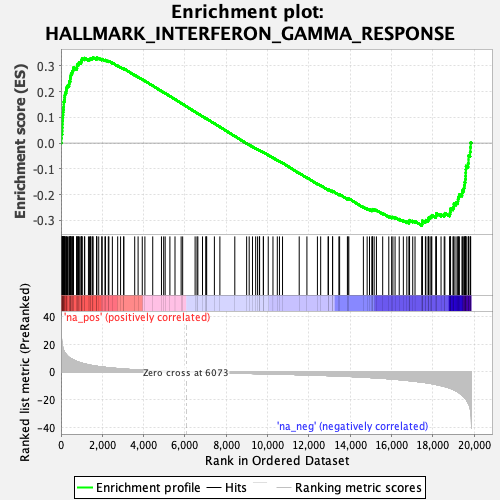 Enrichment plot:
HALLMARK_INTERFERON_GAMMA_RESPONSE
Enrichment score (ES)
0.3
0.2
0.1
0.0
-0.1
-0.2
-0.3
Ranked list metric (PreRanked)
40
20
0
-20
-40
'na_pos' (positively correlated)
Zero cross at 6073
'na_neg' (negatively correlated)
0
2,000
4,000
6,000
8,000
10,000
12,000
14,000
16,000
18,000
20,000
Rank in Ordered Dataset
Enrichment profile
Hits
Ranking metric scores